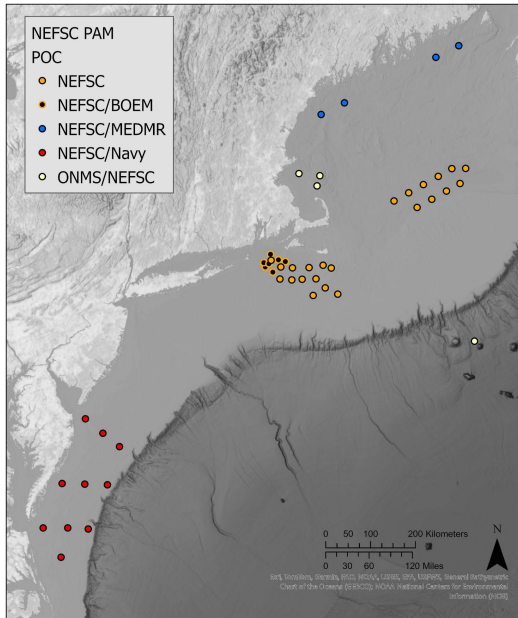 NEFSC PAM
POC
NEFSC
NEFSC/BOEM
NEFSC/MEDMR
NEFSC/Navy
ONMS/NEFSC
0 50 100 200 Kilometers
N
0 30 60 120 Miles
Esri, TomTom, Garmin, FAO, NOAA, USGS, EPA, USFWS, General Bathymetric
Chart of the Oceans (GEBCO); NOAA National Centers for Environmental
Information (NCEI)